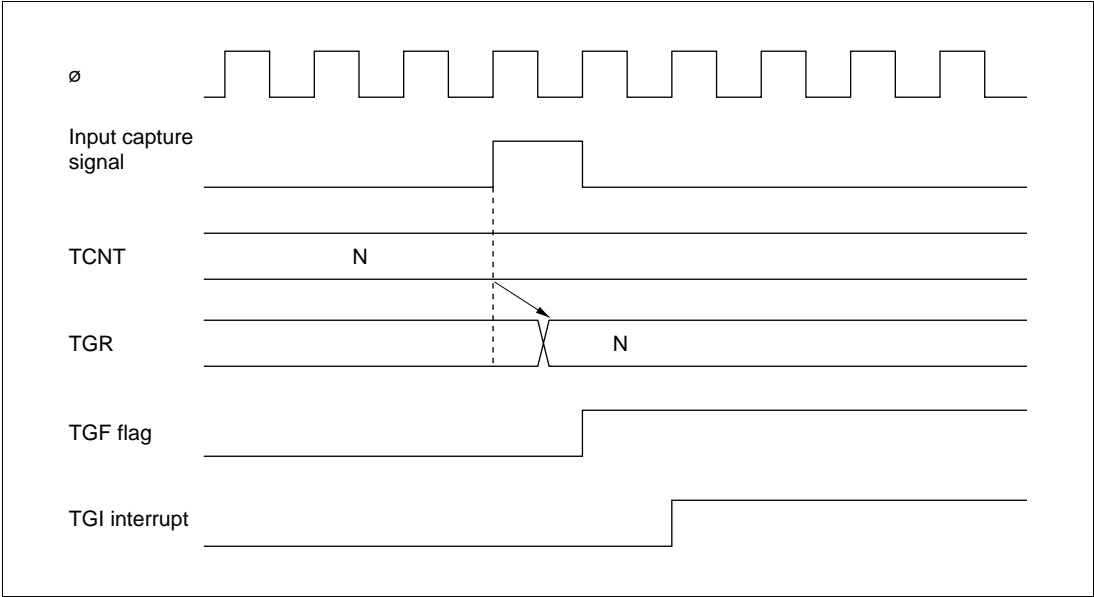 ø
Input capture
signal
TCNT
N
TGR
N
TGF flag
TGI interrupt